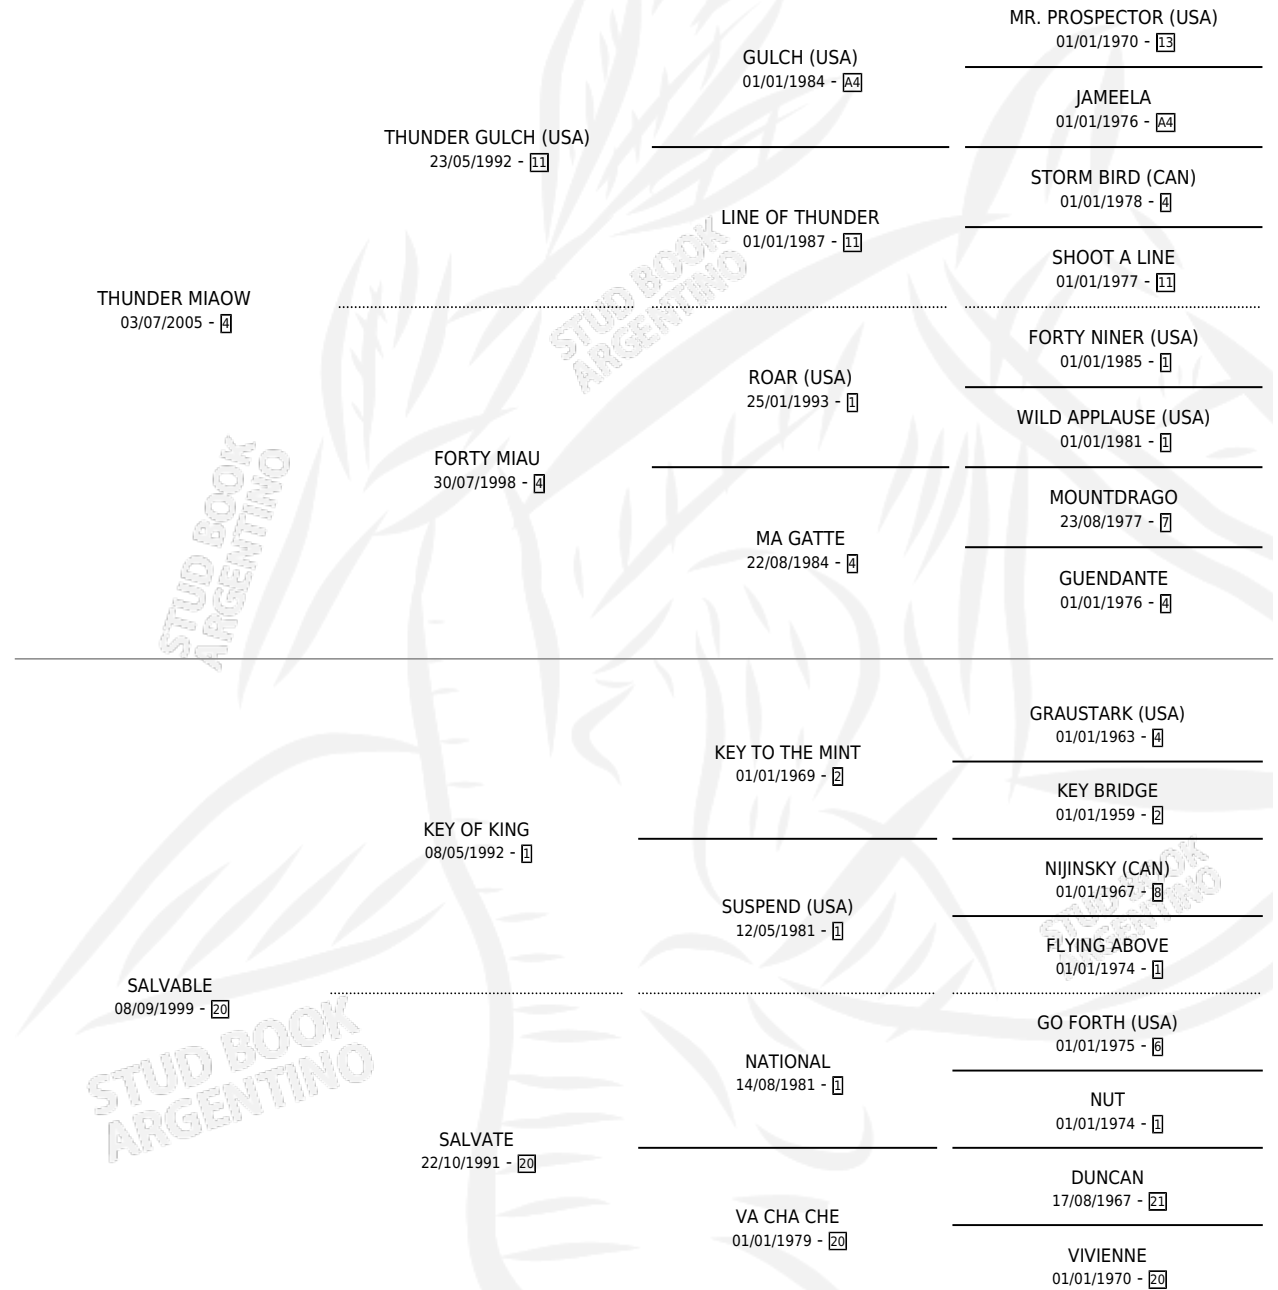 MR. PROSPECTOR (USA)
01/01/1970 - 13
GULCH (USA)
01/01/1984 - A4
JAMEELA
01/01/1976 - A4
THUNDER GULCH (USA)
23/05/1992 - 11
STORM BIRD (CAN)
01/01/1978 - 4
LINE OF THUNDER
01/01/1987 - 11
SHOOT A LINE
01/01/1977 - 11
THUNDER MIAOW
03/07/2005 - 4
STUD BOOK
ARGENTINO
FORTY NINER (USA)
01/01/1985 - 1
ROAR (USA)
25/01/1993 - 1
WILD APPLAUSE (USA)
01/01/1981 - 1
FORTY MIAU
30/07/1998 - 4
MOUNTDRAGO
23/08/1977 - 7
MA GATTE
22/08/1984 - 4
GUENDANTE
01/01/1976 - 4
STUD BOOK
ARGENTINO
GRAUSTARK (USA)
01/01/1963 - 4
KEY TO THE MINT
01/01/1969 - 2
KEY BRIDGE
01/01/1959 - 2
KEY OF KING
08/05/1992 - 1
NIJINSKY (CAN)
01/01/1967 - 8
STUD BOOK
ARGENTINO
SUSPEND (USA)
12/05/1981 - 1
FLYING ABOVE
01/01/1974 - 1
SALVABLE
08/09/1999 - 20
STUD BOOK
ARGENTINO
GO FORTH (USA)
01/01/1975 - 6
NATIONAL
14/08/1981 - 1
NUT
01/01/1974 - 1
SALVATE
22/10/1991 - 20
DUNCAN
17/08/1967 - 21
VA CHA CHE
01/01/1979 - 20
VIVIENNE
01/01/1970 - 20